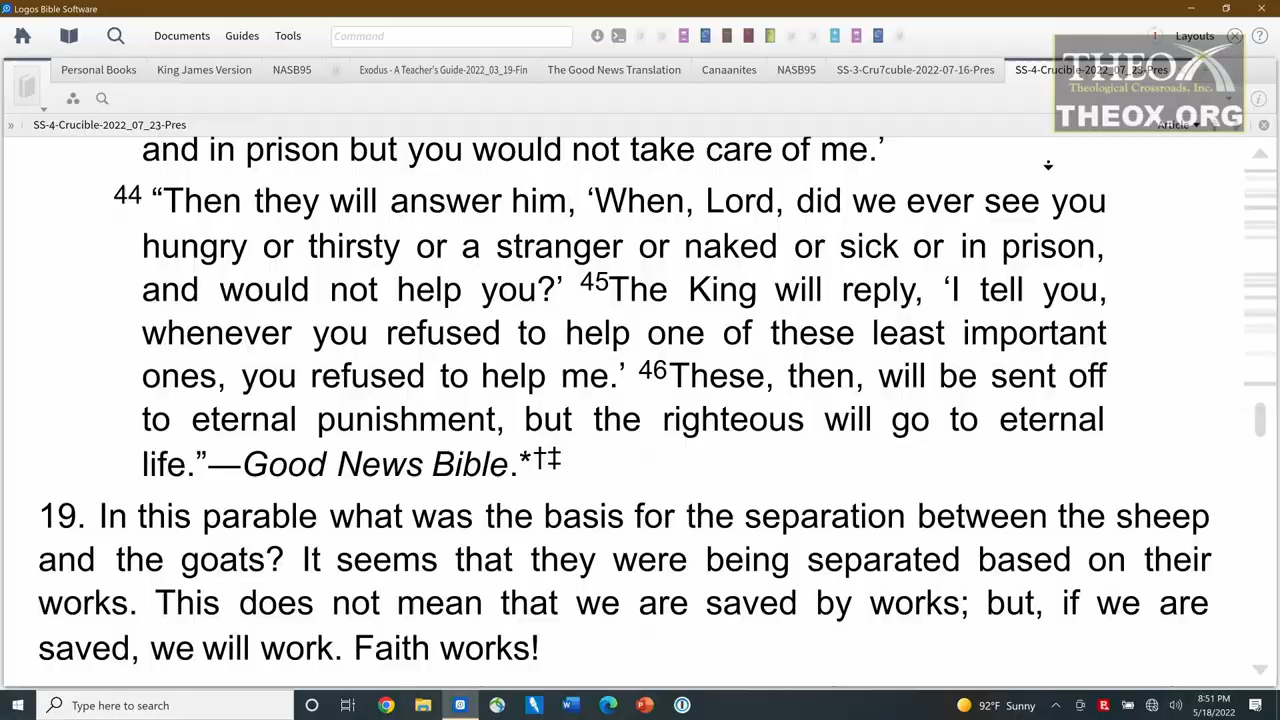 Logos Bible Software
Documents Guides Tools Command Layouts
Personal Books King James Version NASB95 2022_03_19-Fin The Good News Translation Canaanites NASB95 SS-3-Cru7cuble-2022-07-16-Pres SS-4-Crucible-2022_07_23-Pres
THEOX
Theological Crossroads, Inc.
THEOX.ORG
» SS-4-Crucible-2022_07_23-Pres Article
and in prison but you would not take care of me.’
44 “Then they will answer him, ‘When, Lord, did we ever see you
hungry or thirsty or a stranger or naked or sick or in prison,
and would not help you?’ 45The King will reply, ‘I tell you,
whenever you refused to help one of these least important
ones, you refused to help me.’ 46These, then, will be sent off
to eternal punishment, but the righteous will go to eternal
life.”—Good News Bible.*†‡
19. In this parable what was the basis for the separation between the sheep
and the goats? It seems that they were being separated based on their
works. This does not mean that we are saved by works; but, if we are
saved, we will work. Faith works!
Type here to search 92°F Sunny 8:51 PM
5/18/2022